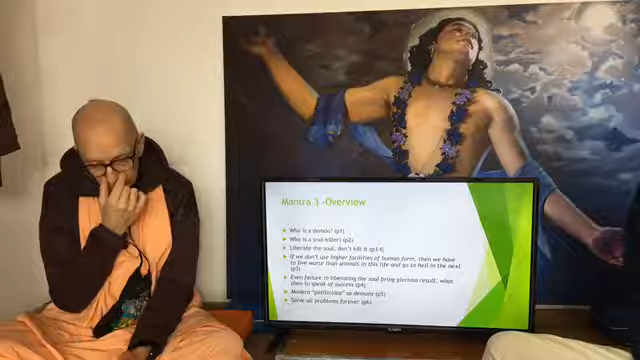 Mantra 3 -Overview
Who is a demon? (p1)
Who is a soul-killer? (p2)
Liberate the soul, don't kill it p3-6;
If we don't use higher facilities of human form, then we have
to live worse than animals in this life and go to hell in the next
(p3)
Even failure in liberating the soul bring glorious result, what
then to speak of success (p4)
Modern "politicians" as demons (p5)
Solve all problems forever (p6)